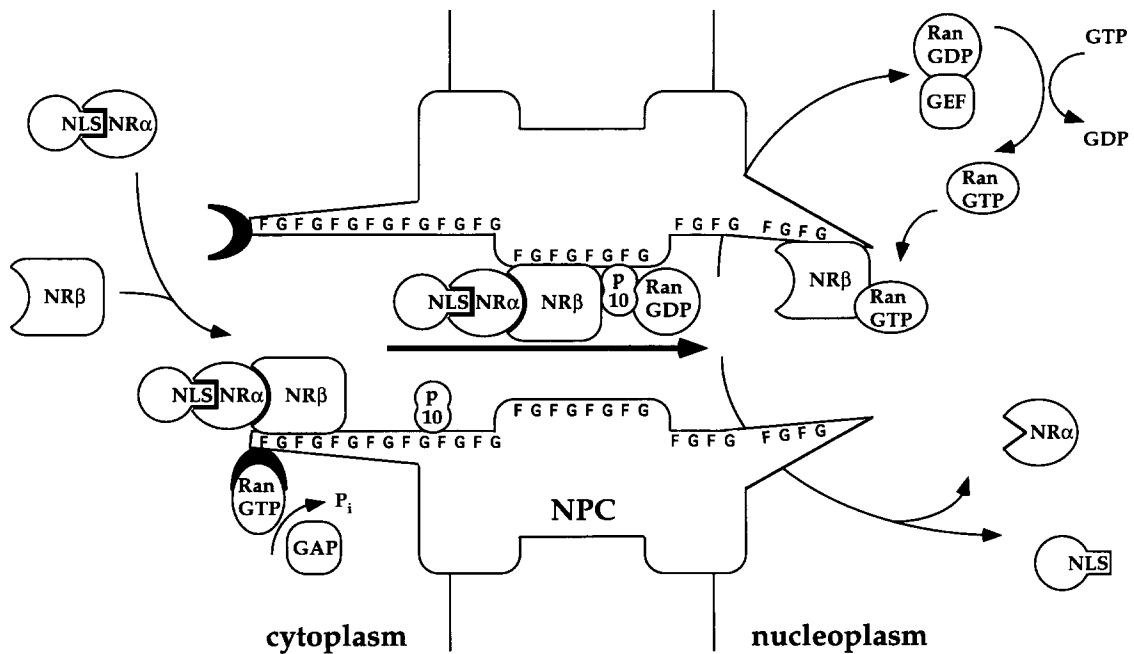 Ran
GDP
GEF
GTP
GDP
Ran
GTP
NLS NRα
NRβ
F G F G F G F G F G F G
F G F G F G F G
F G F G
F G F G
NLS NRα
NRβ
p
10
Ran
GDP
NRβ
Ran
GTP
NLS NRα
NRβ
p
10
F G F G F G F G F G F G
F G F G F G F G
F G F G
F G F G
Ran
GTP
Pi
GAP
NPC
NRα
NLS
cytoplasm
nucleoplasm